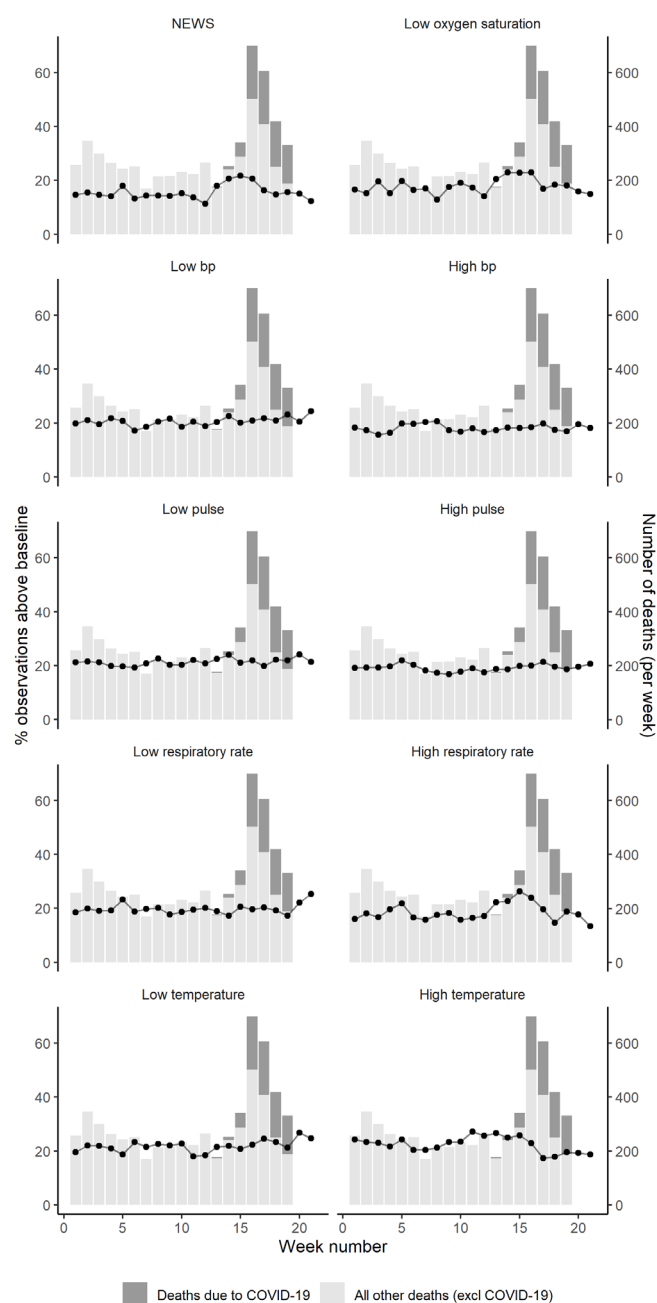 NEWS
Low oxygen saturation
60
40
20
0
600
400
200
0
Low bp
High bp
60
40
20
0
600
400
200
0
Low pulse
High pulse
60
40
20
0
600
400
200
0
% observations above baseline
Number of deaths (per week)
Low respiratory rate
High respiratory rate
60
40
20
0
600
400
200
0
Low temperature
High temperature
60
40
20
0
600
400
200
0
0 5 10 15 20 0 5 10 15 20
Week number
Deaths due to COVID-19 All other deaths (excl COVID-19)